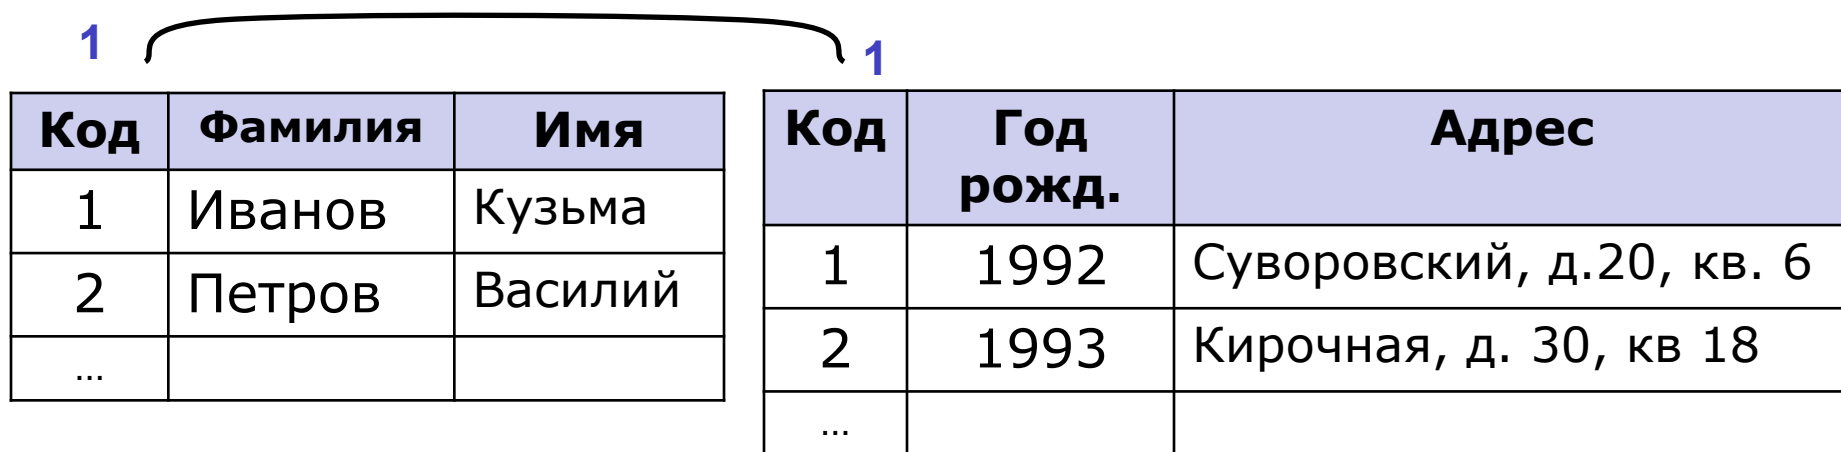 1
1
Код Фамилия Имя
1 Иванов Кузьма
2 Петров Василий
...
Код Год рожд. Адрес
1 1992 Суворовский, д.20, кв. 6
2 1993 Кирочная, д. 30, кв 18
...